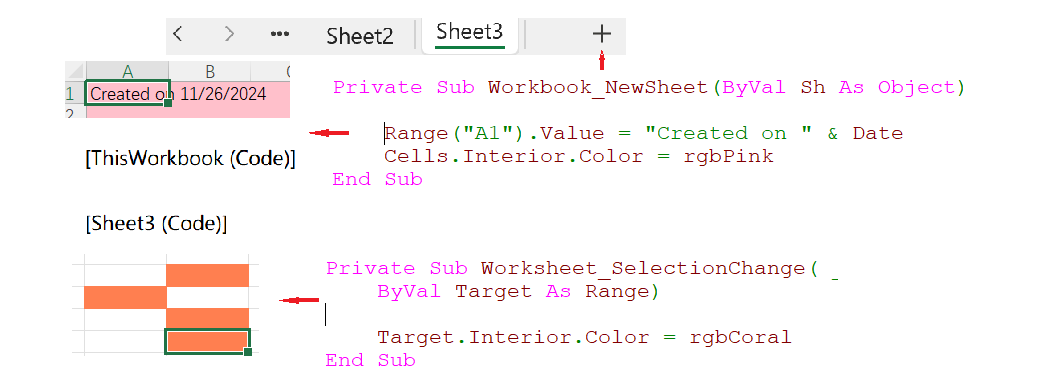 Sheet2 Sheet3
A B
1 Created on 11/26/2024
2
Private Sub Workbook_NewSheet(ByVal Sh As Object)
Range("A1").Value = "Created on " & Date
Cells.Interior.Color = rgbPink
End Sub
[ThisWorkbook (Code)]
[Sheet3 (Code)]
Private Sub Worksheet_SelectionChange( _
ByVal Target As Range)
Target.Interior.Color = rgbCoral
End Sub